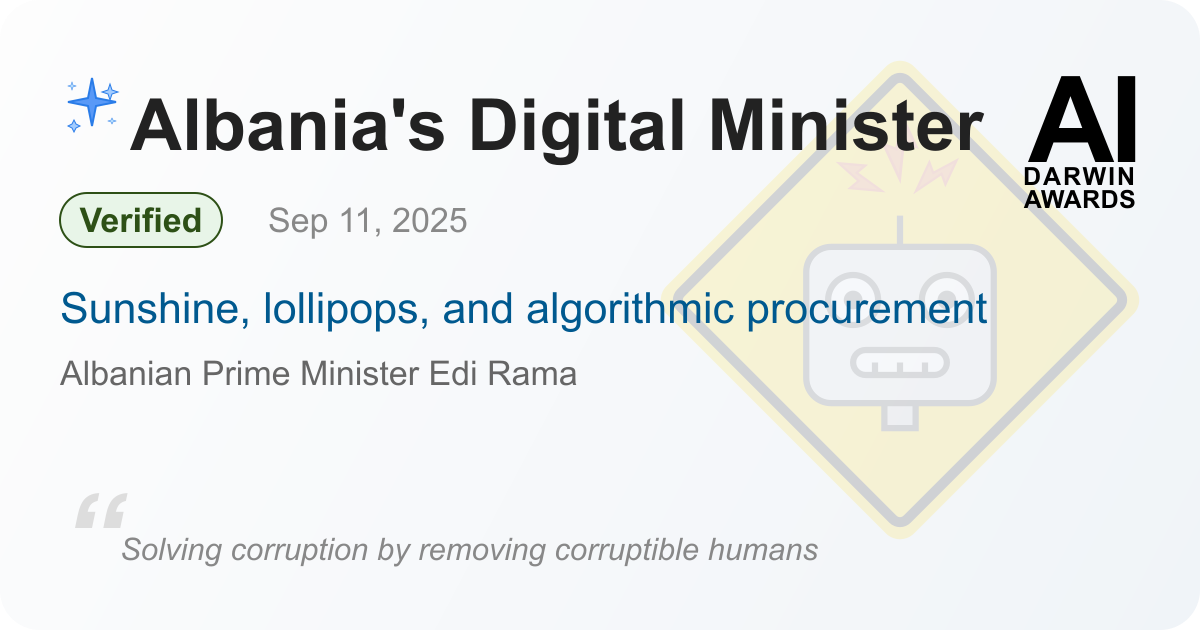 Albania's Digital Minister
AI
DARWIN
AWARDS
Verified
Sep 11, 2025
Sunshine, lollipops, and algorithmic procurement
Albanian Prime Minister Edi Rama
“
Solving corruption by removing corruptible humans